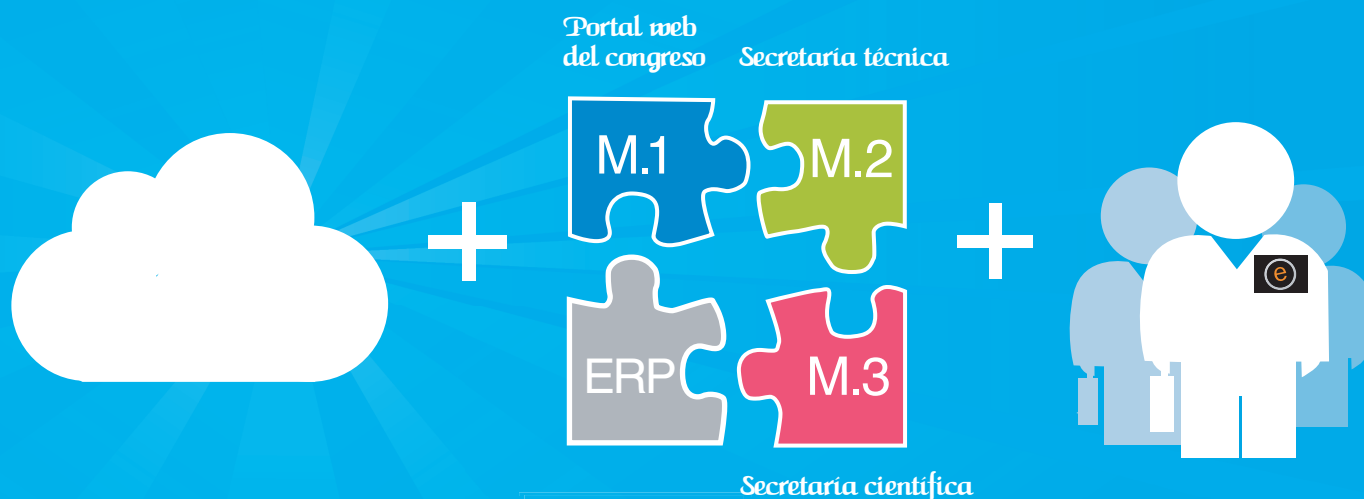 Portal web
del congreso
Secretaría técnica
M.1
M.2
e
ERP
M.3
Secretaría científica